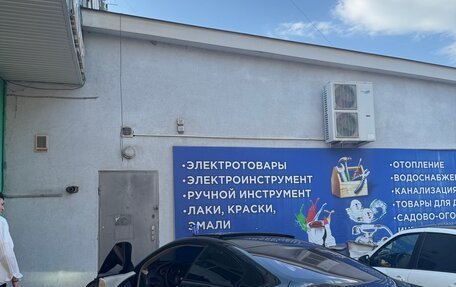 •ЭЛЕКТРОТОВАРЫ
•ЭЛЕКТРОИНСТРУМЕНТ
•РУЧНОЙ ИНСТРУМЕНТ
•ЛАКИ, КРАСКИ,
ЭМАЛИ
•ОТОПЛЕНИЕ
•ВОДОСНАБЖЕ
•КАНАЛИЗАЦИЯ
•ТОВАРЫ ДЛЯ Д
•САДОВО-ОГО